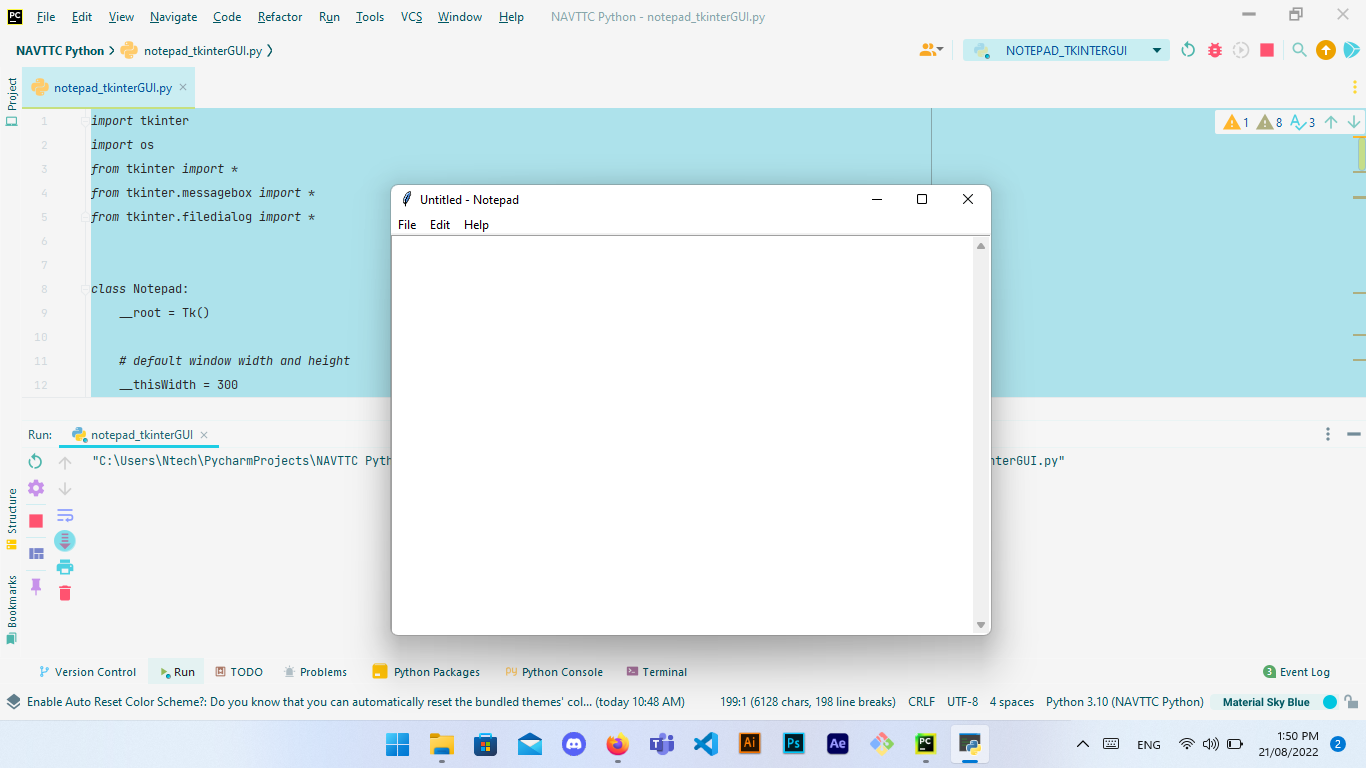 PC File Edit View Navigate Code Refactor Run Tools VCS Window Help NAVTTC Python - notepad_tkinterGUI.py
NAVTTC Python notepad_tkinterGUI.py NOTEPAD_TKINTERGUI
Project
notepad_tkinterGUI.py
1 import tkinter 1 8 3
2 import os
3 from tkinter import *
4 from tkinter.messagebox import *
5 from tkinter.filedialog import *
6
7
8 class Notepad:
9 __root = Tk()
10
11 # default window width and height
12 __thisWidth = 300
Untitled - Notepad
File Edit Help
Run: notepad_tkinterGUI
"C:\Users\Ntech\PycharmProjects\NAVTTC Pyth
nterGUI.py"
Structure
Bookmarks
Version Control Run TODO Problems Python Packages Python Console Terminal 3 Event Log
Enable Auto Reset Color Scheme?: Do you know that you can automatically reset the bundled themes' col... (today 10:48 AM) 199:1 (6128 chars, 198 line breaks) CRLF UTF-8 4 spaces Python 3.10 (NAVTTC Python) Material Sky Blue
Ai Ps Ae PC ENG 1:50 PM
21/08/2022 2